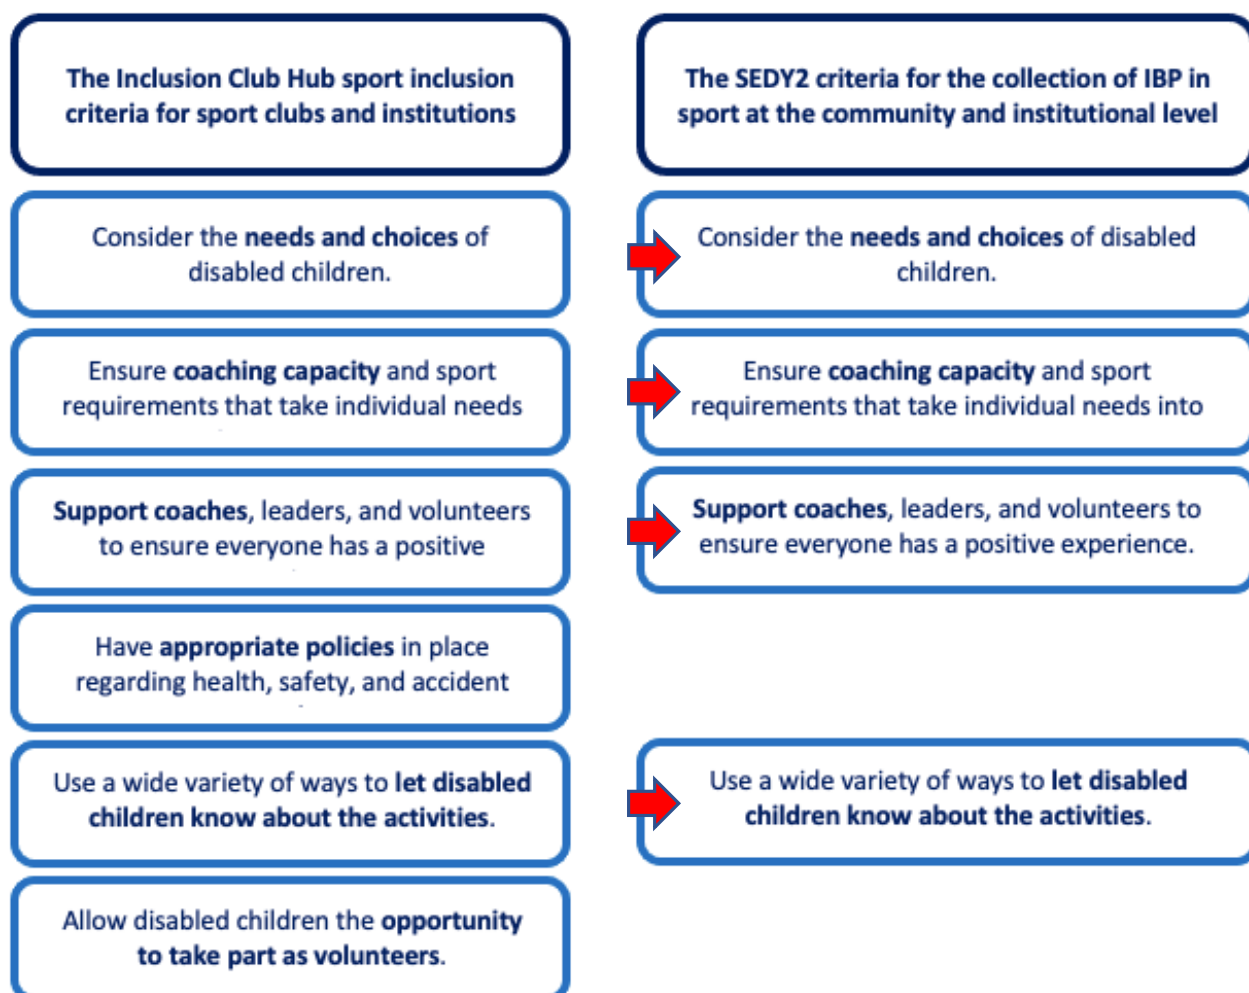 The Inclusion Club Hub sport inclusion
criteria for sport clubs and institutions
The SEDY2 criteria for the collection of IBP in
sport at the community and institutional level
Consider the needs and choices of
disabled children.
Consider the needs and choices of disabled
children.
Ensure coaching capacity and sport
requirements that take individual needs
Ensure coaching capacity and sport
requirements that take individual needs into
Support coaches, leaders, and volunteers
to ensure everyone has a positive
Support coaches, leaders, and volunteers to
ensure everyone has a positive experience.
Have appropriate policies in place
regarding health, safety, and accident
Use a wide variety of ways to let disabled
children know about the activities.
Use a wide variety of ways to let disabled
children know about the activities.
Allow disabled children the opportunity
to take part as volunteers.